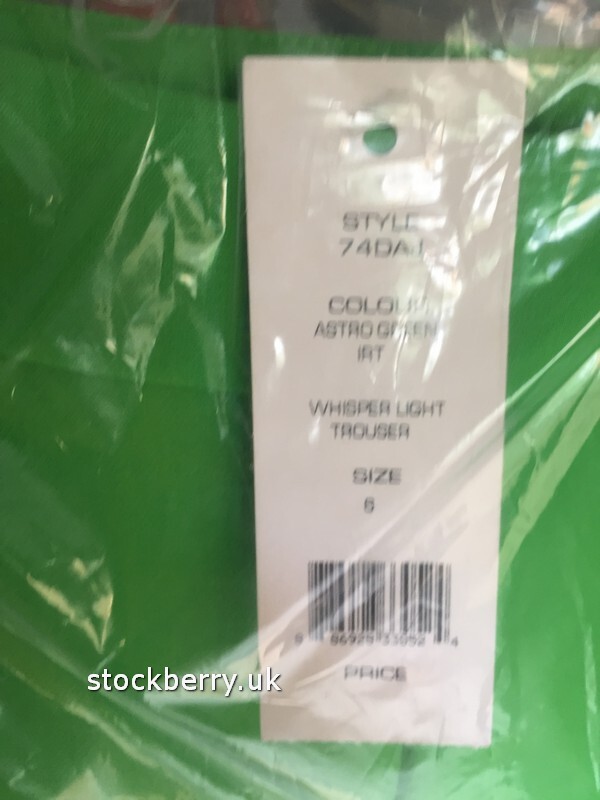 STYLE
COLOUR
ASTRO GREEN
IRT
WHISPER LIGHT
TROUSER
SIZE
6
PRICE
stockberry.uk